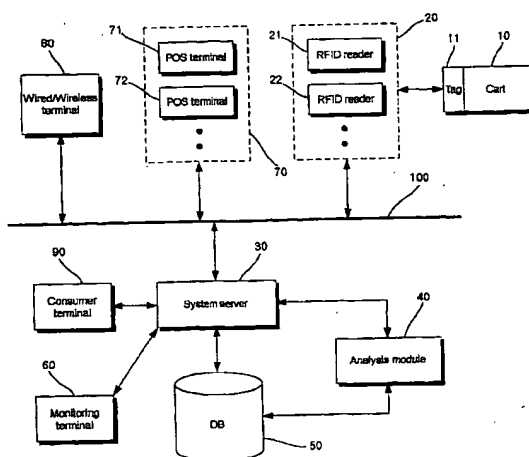 71
POS terminal
72
POS terminal
70
20
21
RFID reader
22
RFID reader
11
10
Tag
Cart
80
Wired/Wireless
terminal
100
90
Consumer
terminal
30
System server
40
Analysis module
60
Monitoring
terminal
DB
50